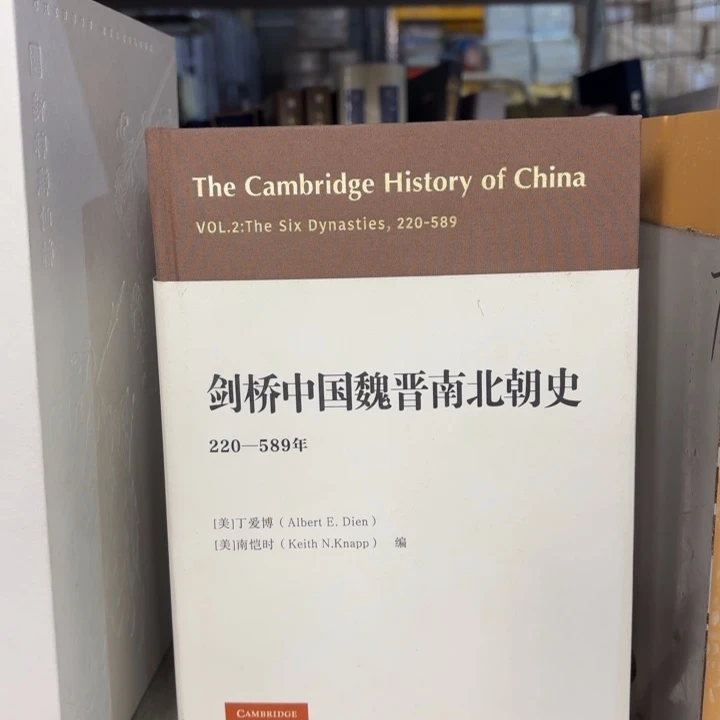 The Cambridge History of China
VOL.2:The Six Dynasties, 220-589
剑桥中国魏晋南北朝史
220—589年
[美]丁爱博（Albert E. Dien）
[美]南恺时（Keith N.Knapp） 编
CAMBRIDGE